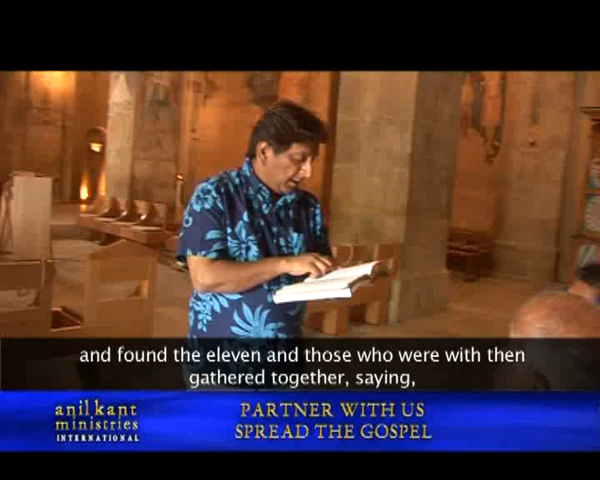 and found the eleven and those who were with then
gathered together, saying,
anil kant
ministries
INTERNATIONAL
PARTNER WITH US
SPREAD THE GOSPEL